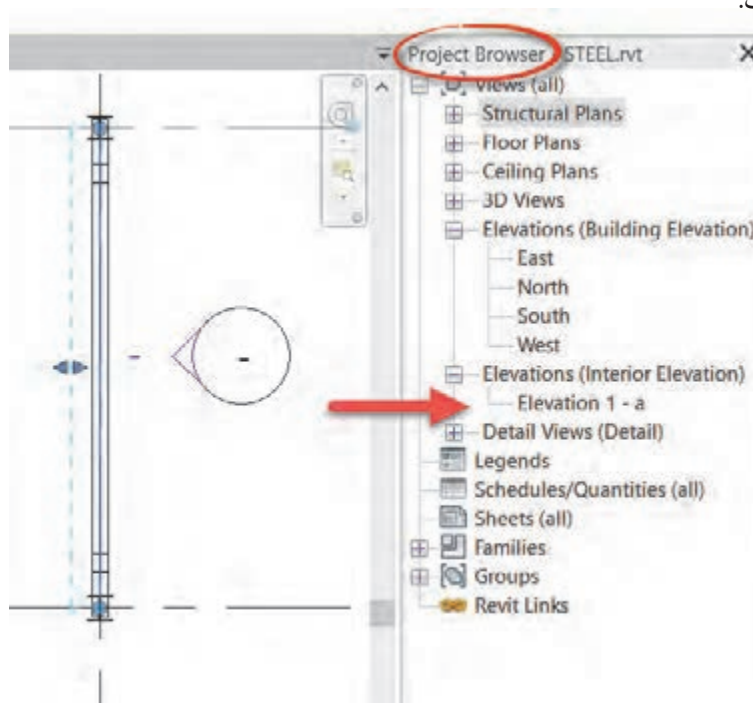 Project Browser STEEL.rvt
Views (all)
Structural Plans
Floor Plans
Ceiling Plans
3D Views
Elevations (Building Elevation)
East
North
South
West
Elevations (Interior Elevation)
Elevation 1 - a
Detail Views (Detail)
Legends
Schedules/Quantities (all)
Sheets (all)
Families
Groups
Revit Links